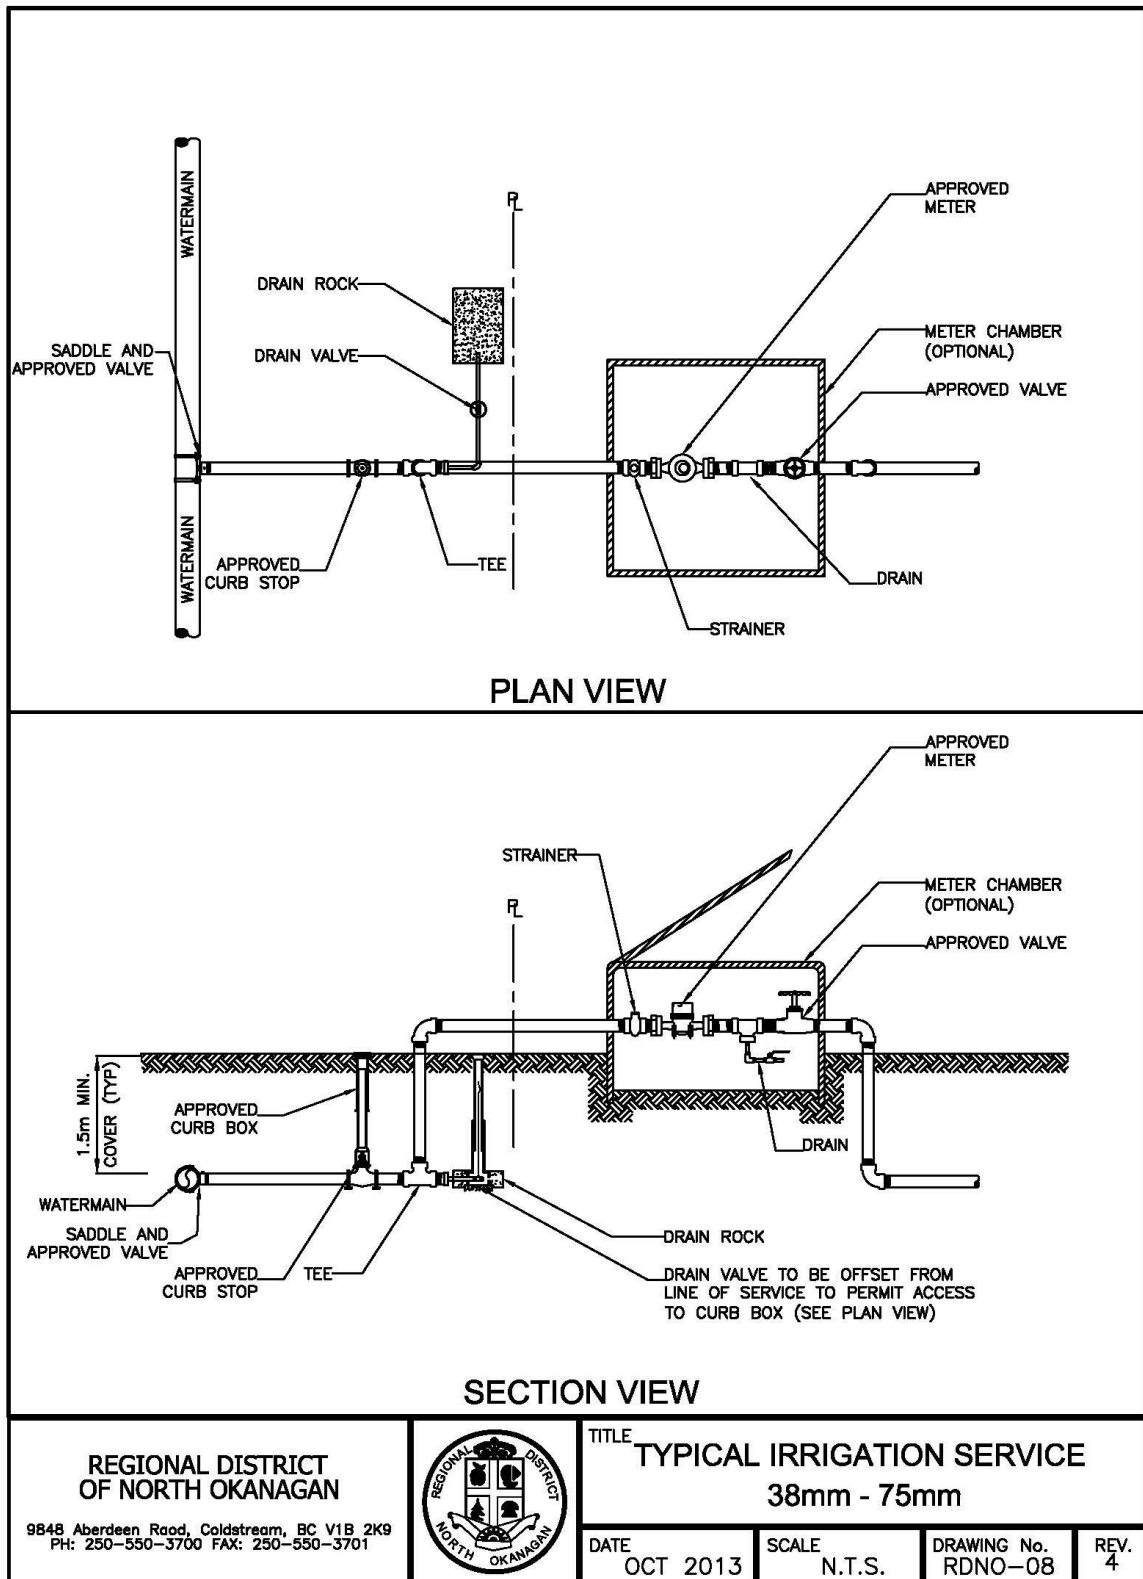 WATERMAIN
PL
APPROVED
METER
DRAIN ROCK
METER CHAMBER
(OPTIONAL)
SADDLE AND
APPROVED VALVE
DRAIN VALVE
APPROVED VALVE
WATERMAIN
APPROVED
CURB STOP
TEE
DRAIN
STRAINER
PLAN VIEW
APPROVED
METER
STRAINER
METER CHAMBER
(OPTIONAL)
PL
APPROVED VALVE
1.5m MIN.
COVER (TYP)
APPROVED
CURB BOX
DRAIN
WATERMAIN
SADDLE AND
APPROVED VALVE
APPROVED
CURB STOP
TEE
DRAIN ROCK
DRAIN VALVE TO BE OFFSET FROM
LINE OF SERVICE TO PERMIT ACCESS
TO CURB BOX (SEE PLAN VIEW)
SECTION VIEW
REGIONAL DISTRICT
OF NORTH OKANAGAN
9848 Aberdeen Raod, Coldstream, BC V1B 2K9
PH: 250-550-3700 FAX: 250-550-3701
REGIONAL DISTRICT
NORTH OKANAGAN
TITLE
TYPICAL IRRIGATION SERVICE
38mm - 75mm
DATE
OCT 2013
SCALE
N.T.S.
DRAWING No.
RDNO-08
REV.
4